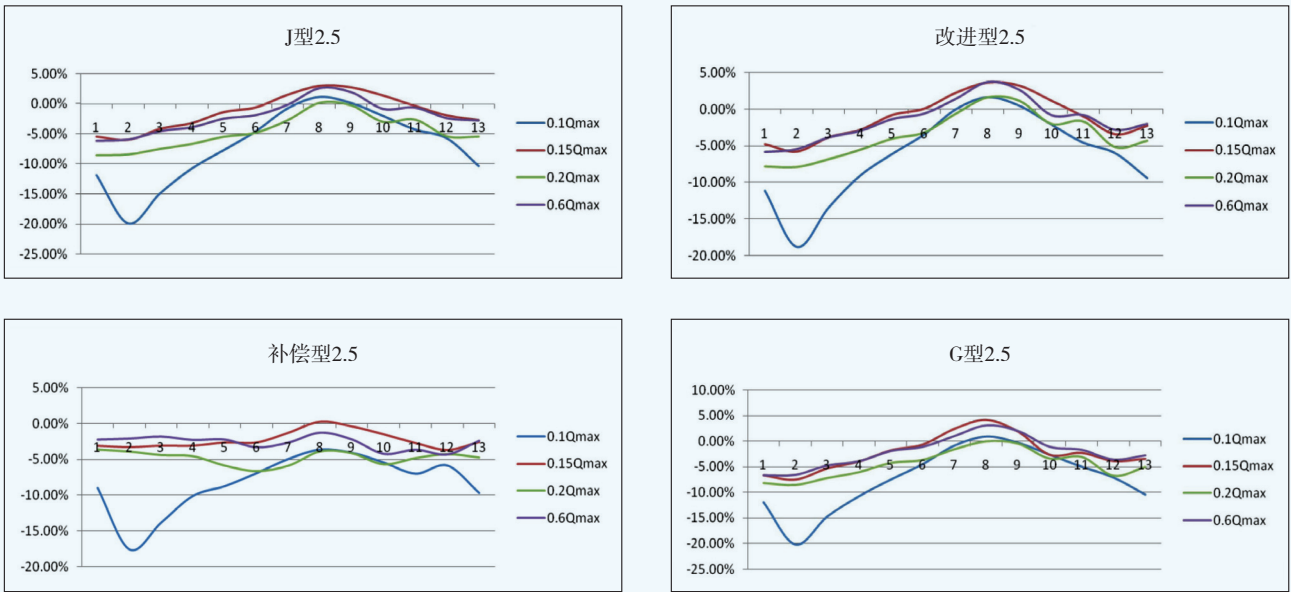 J型2.5
5.00%
0.00%
-5.00%
-10.00%
-15.00%
-20.00%
-25.00%
1 2 3 4 5 6 7 8 9 10 11 12 13
0.1Qmax
0.15Qmax
0.2Qmax
0.6Qmax
改进型2.5
5.00%
0.00%
-5.00%
-10.00%
-15.00%
-20.00%
1 2 3 4 5 6 7 8 9 10 11 12 13
0.1Qmax
0.15Qmax
0.2Qmax
0.6Qmax
补偿型2.5
5.00%
0.00%
-5.00%
-10.00%
-15.00%
-20.00%
1 2 3 4 5 6 7 8 9 10 11 12 13
0.1Qmax
0.15Qmax
0.2Qmax
0.6Qmax
G型2.5
10.00%
5.00%
0.00%
-5.00%
-10.00%
-15.00%
-20.00%
-25.00%
1 2 3 4 5 6 7 8 9 10 11 12 13
0.1Qmax
0.15Qmax
0.2Qmax
0.6Qmax